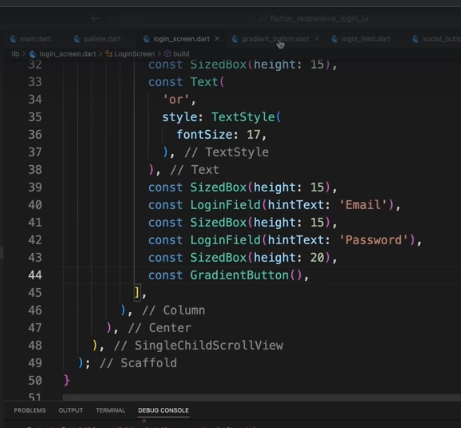 flutter_responsive_login_ui
main.dart
pallete.dart
login_screen.dart ×
gradient_button.dart ×
login_field.dart
social_butto
lib > login_screen.dart > LoginScreen > build
32 const SizedBox(height: 15),
33 const Text(
34 'or',
35 style: TextStyle(
36 fontSize: 17,
37 ), // TextStyle
38 ), // Text
39 const SizedBox(height: 15),
40 const LoginField(hintText: 'Email'),
41 const SizedBox(height: 15),
42 const LoginField(hintText: 'Password'),
43 const SizedBox(height: 20),
44 const GradientButton(),
45 ],
46 ), // Column
47 ), // Center
48 ), // SingleChildScrollView
49 ); // Scaffold
50 }
51
PROBLEMS OUTPUT TERMINAL DEBUG CONSOLE